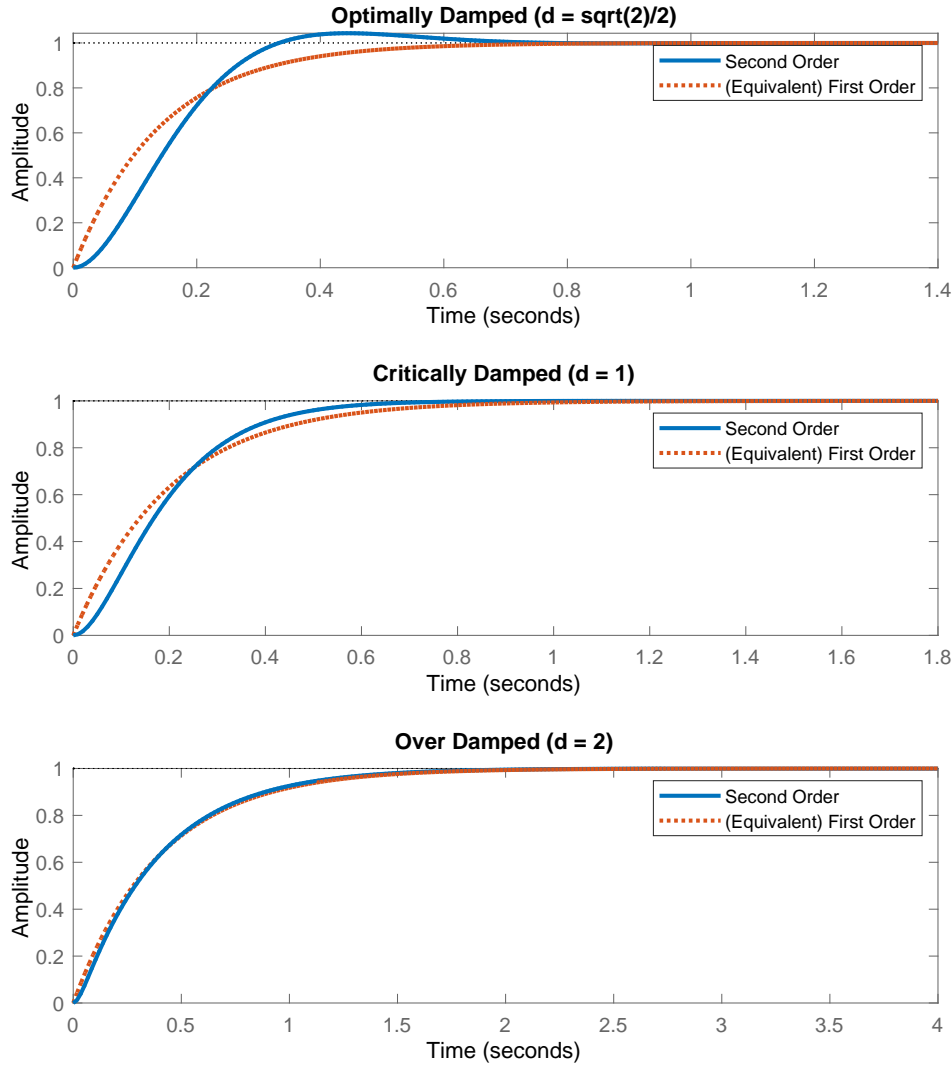 Optimally Damped (d = sqrt(2)/2)
1
0.8
0.6
0.4
0.2
0
Amplitude
Second Order
(Equivalent) First Order
0 0.2 0.4 0.6 0.8 1 1.2 1.4
Time (seconds)
Critically Damped (d = 1)
1
0.8
0.6
0.4
0.2
0
Amplitude
Second Order
(Equivalent) First Order
0 0.2 0.4 0.6 0.8 1 1.2 1.4 1.6 1.8
Time (seconds)
Over Damped (d = 2)
1
0.8
0.6
0.4
0.2
0
Amplitude
Second Order
(Equivalent) First Order
0 0.5 1 1.5 2 2.5 3 3.5 4
Time (seconds)